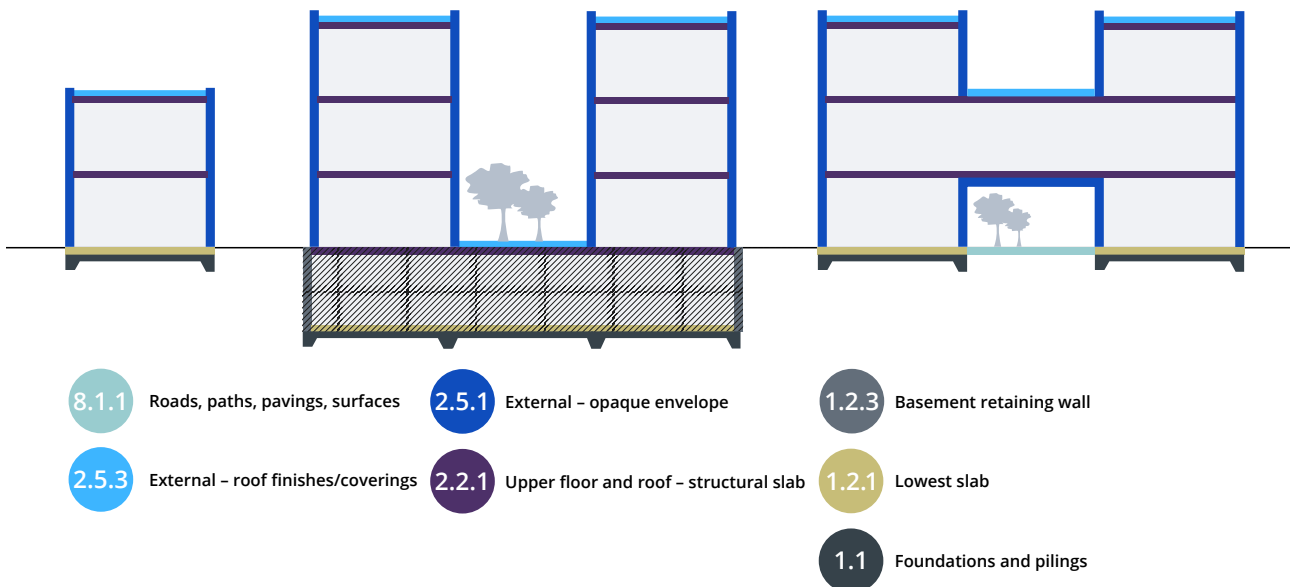 8.1.1 Roads, paths, pavings, surfaces
2.5.1 External – opaque envelope
1.2.3 Basement retaining wall
2.5.3 External – roof finishes/coverings
2.2.1 Upper floor and roof – structural slab
1.2.1 Lowest slab
1.1 Foundations and pilings